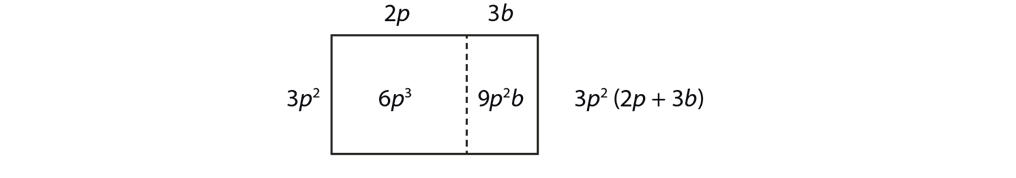 2p 3b
3p² 6p³ 9p²b 3p² (2p + 3b)